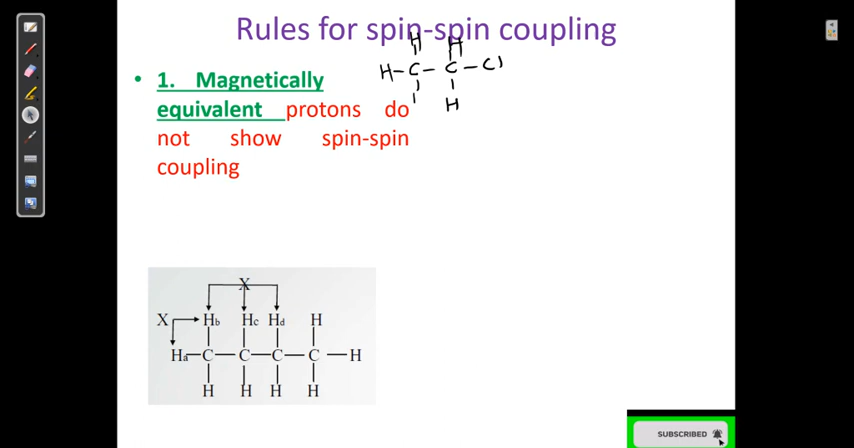 Rules for spin-spin coupling
H H
H-C-C-Cl
H
• 1. Magnetically
equivalent protons do
not show spin-spin
coupling
X
X Hb Hc Hd H
Ha-C-C-C-C-H
H H H H
SUBSCRIBED